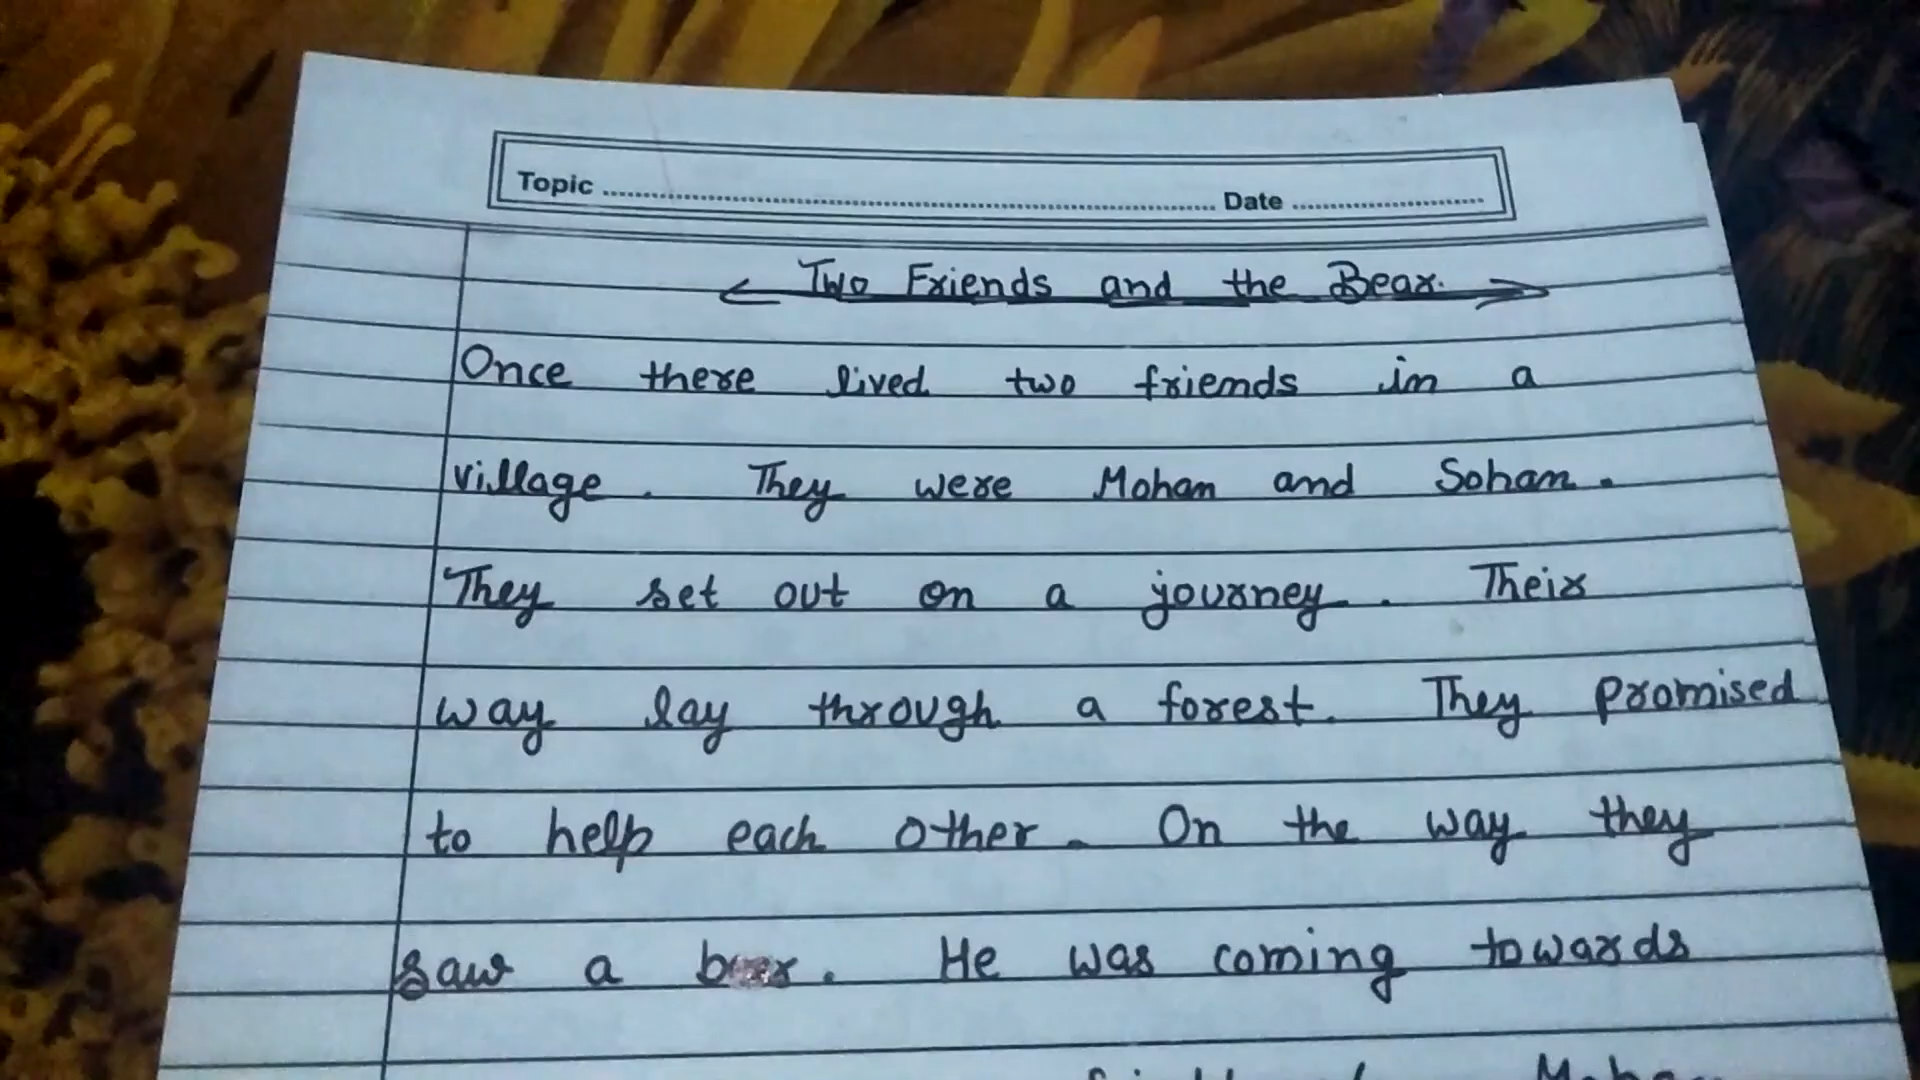 Topic Date
Two Friends and the Bear.
Once there lived two friends in a
village. They were Mohan and Sohan.
They set out on a journey. Their
way lay through a forest. They promised
to help each other. On the way they
saw a bear. He was coming towards